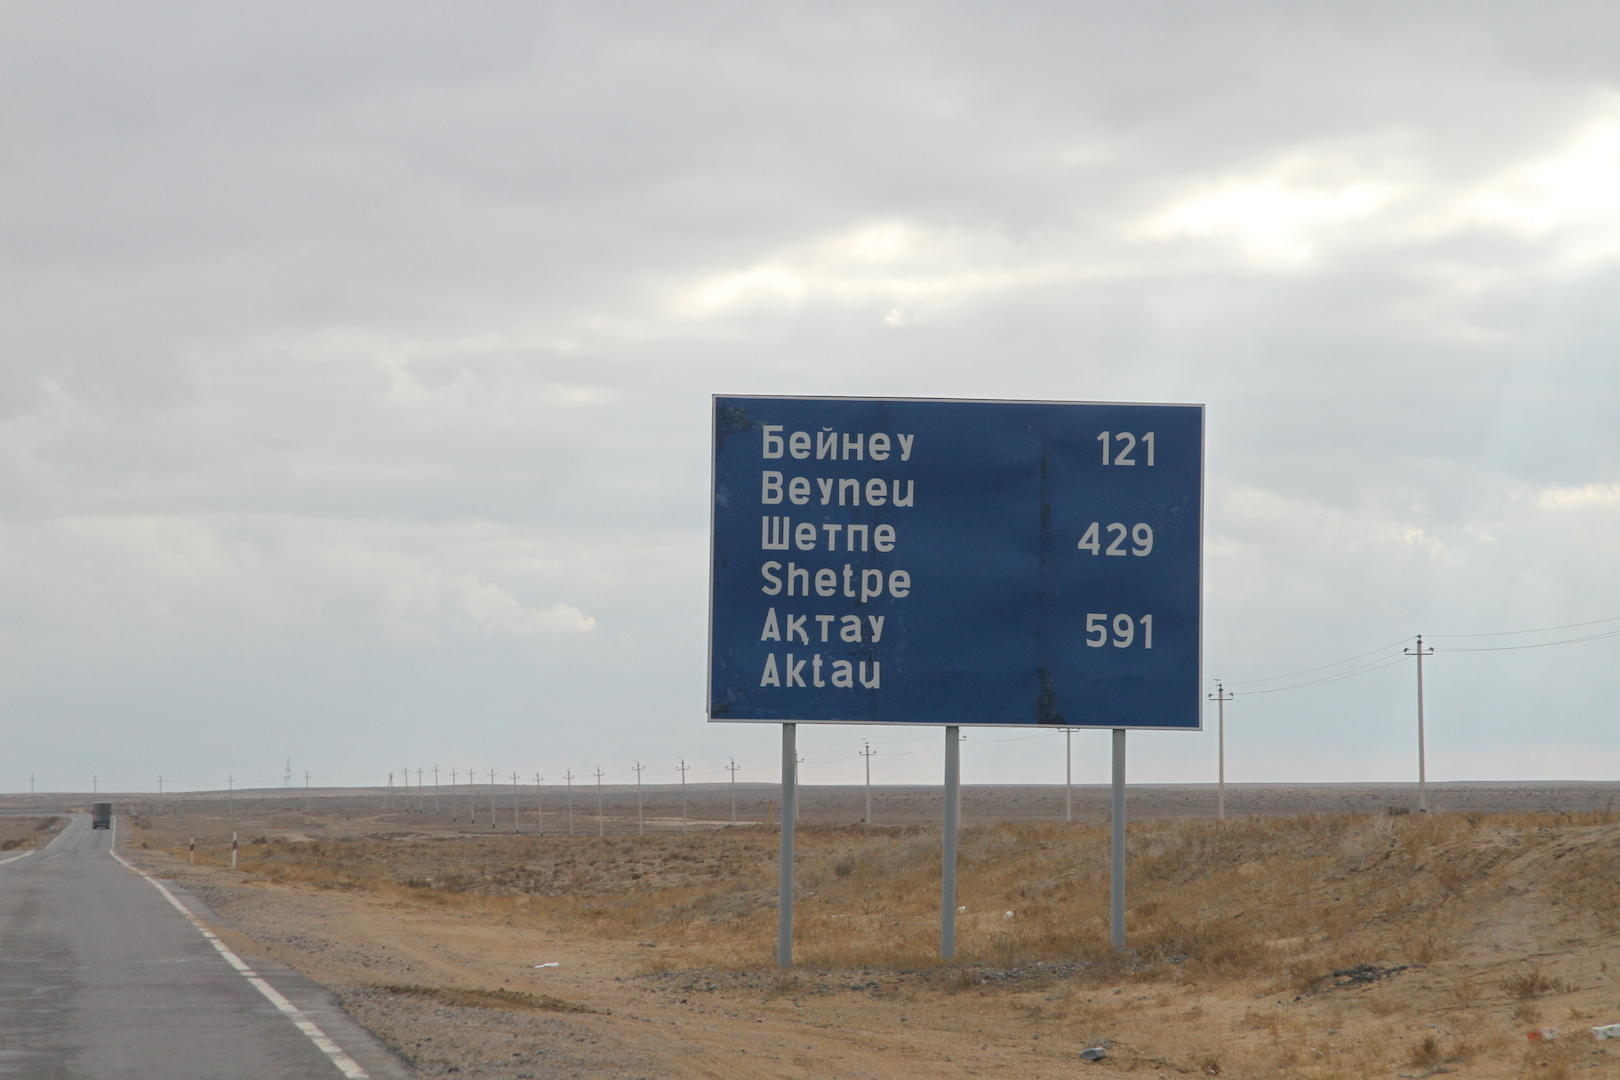 Бейнеу 121
Beyneu
Шетпе 429
Shetpe
Ақтау 591
Aktau